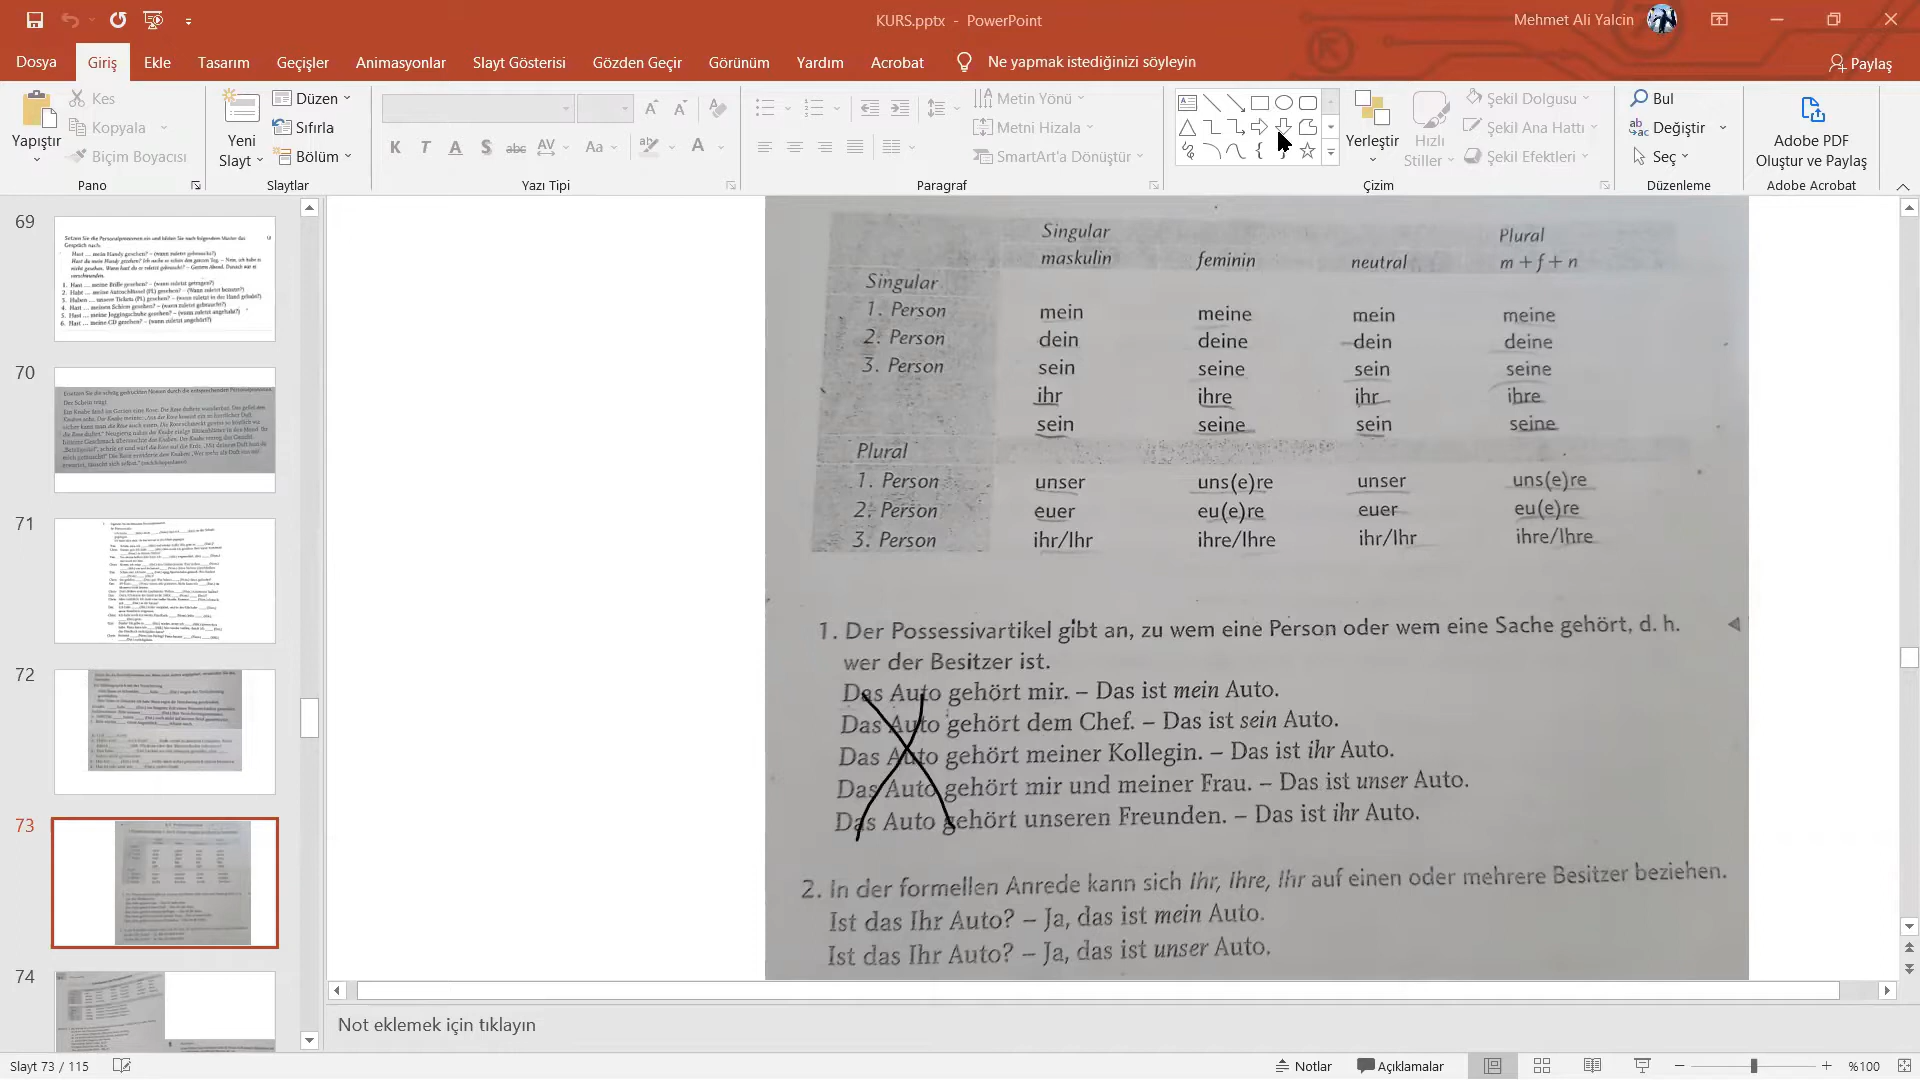 KURS.pptx - PowerPoint
Mehmet Ali Yalcin
Dosya Giriş Ekle Tasarım Geçişler Animasyonlar Slayt Gösterisi Gözden Geçir Görünüm Yardım Acrobat Ne yapmak istediğinizi söyleyin Paylaş
Yapıştır
Kes
Kopyala
Biçim Boyacısı
Pano
Yeni Slayt
Düzen
Sıfırla
Bölüm
Slaytlar
K T A S abc AV Aa A
Yazı Tipi
Metin Yönü
Metni Hizala
SmartArt'a Dönüştür
Paragraf
Yerleştir
Hızlı Stiller
Şekil Dolgusu
Şekil Ana Hattı
Şekil Efektleri
Çizim
Bul
Değiştir
Seç
Düzenleme
Adobe PDF
Oluştur ve Paylaş
Adobe Acrobat
69
70
71
72
73
74
Singular Plural
maskulin feminin neutral m + f + n
Singular
1. Person mein meine mein meine
2. Person dein deine dein deine
3. Person sein seine sein seine
ihr ihre ihr ihre
sein seine sein seine
Plural
1. Person unser uns(e)re unser uns(e)re
2. Person euer eu(e)re euer eu(e)re
3. Person ihr/Ihr ihre/Ihre ihr/Ihr ihre/Ihre
1. Der Possessivartikel gibt an, zu wem eine Person oder wem eine Sache gehört, d. h.
wer der Besitzer ist.
Das Auto gehört mir. – Das ist mein Auto.
Das Auto gehört dem Chef. – Das ist sein Auto.
Das Auto gehört meiner Kollegin. – Das ist ihr Auto.
Das Auto gehört mir und meiner Frau. – Das ist unser Auto.
Das Auto gehört unseren Freunden. – Das ist ihr Auto.
2. In der formellen Anrede kann sich Ihr, Ihre, Ihr auf einen oder mehrere Besitzer beziehen.
Ist das Ihr Auto? – Ja, das ist mein Auto.
Ist das Ihr Auto? – Ja, das ist unser Auto.
Not eklemek için tıklayın
Slayt 73 / 115
Notlar Açıklamalar %100